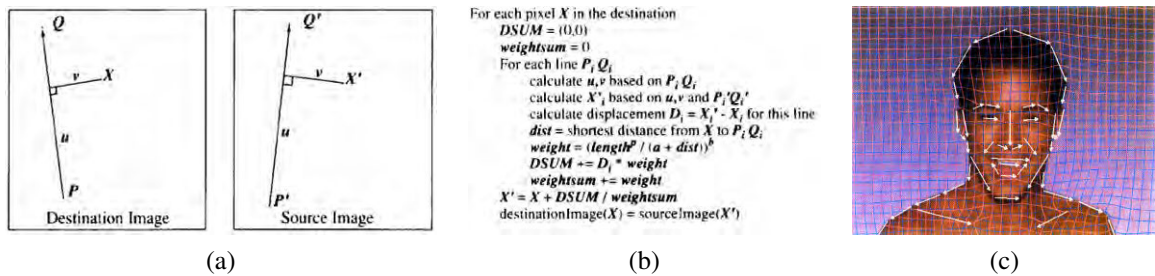 Q
v
X
u
P
Destination Image
Q'
v
X'
u
P'
Source Image
(a)
For each pixel X in the destination
DSUM = (0,0)
weightsum = 0
For each line Pi Qi
calculate u,v based on Pi Qi
calculate X'i based on u,v and Pi'Qi'
calculate displacement Di = Xi' - Xi for this line
dist = shortest distance from X to Pi Qi
weight = (length^p / (a + dist))^b
DSUM += Di * weight
weightsum += weight
X' = X + DSUM / weightsum
destinationImage(X) = sourceImage(X')
(b)
(c)